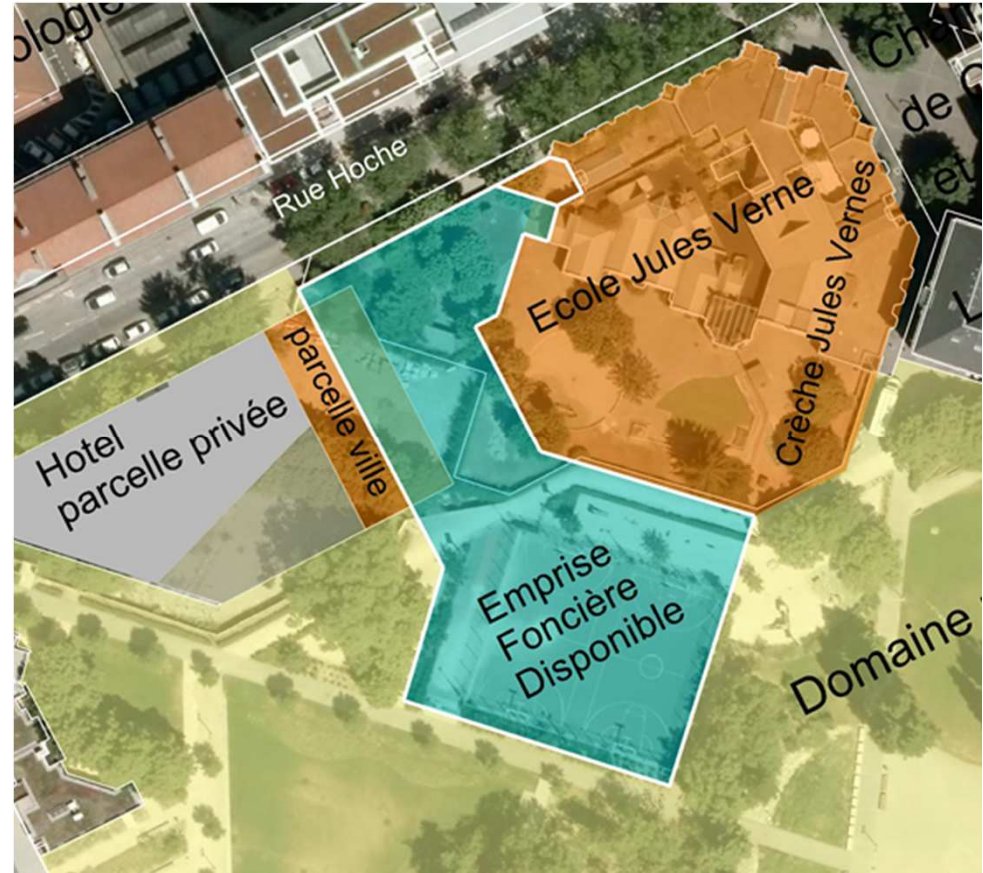 ologie
de
et
Rue Hoche
Ecole Jules Verne
Crèche Jules Vernes
parcelle ville
Hotel
parcelle privée
Emprise
Foncière
Disponible
Domaine